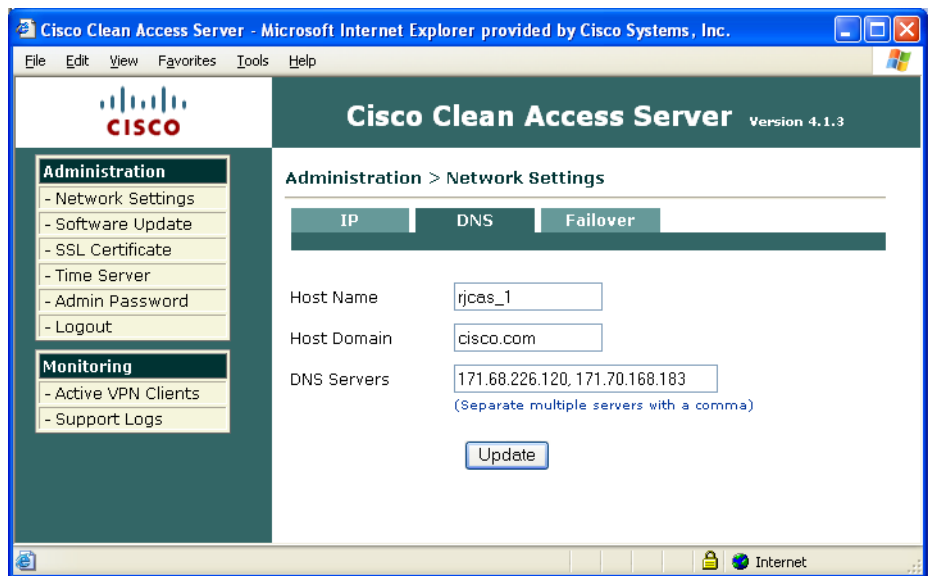 Cisco Clean Access Server - Microsoft Internet Explorer provided by Cisco Systems, Inc.
File Edit View Favorites Tools Help
CISCO
Cisco Clean Access Server Version 4.1.3
Administration
- Network Settings
- Software Update
- SSL Certificate
- Time Server
- Admin Password
- Logout
Monitoring
- Active VPN Clients
- Support Logs
Administration > Network Settings
IP DNS Failover
Host Name rjcas_1
Host Domain cisco.com
DNS Servers 171.68.226.120, 171.70.168.183
(Separate multiple servers with a comma)
Update
Internet